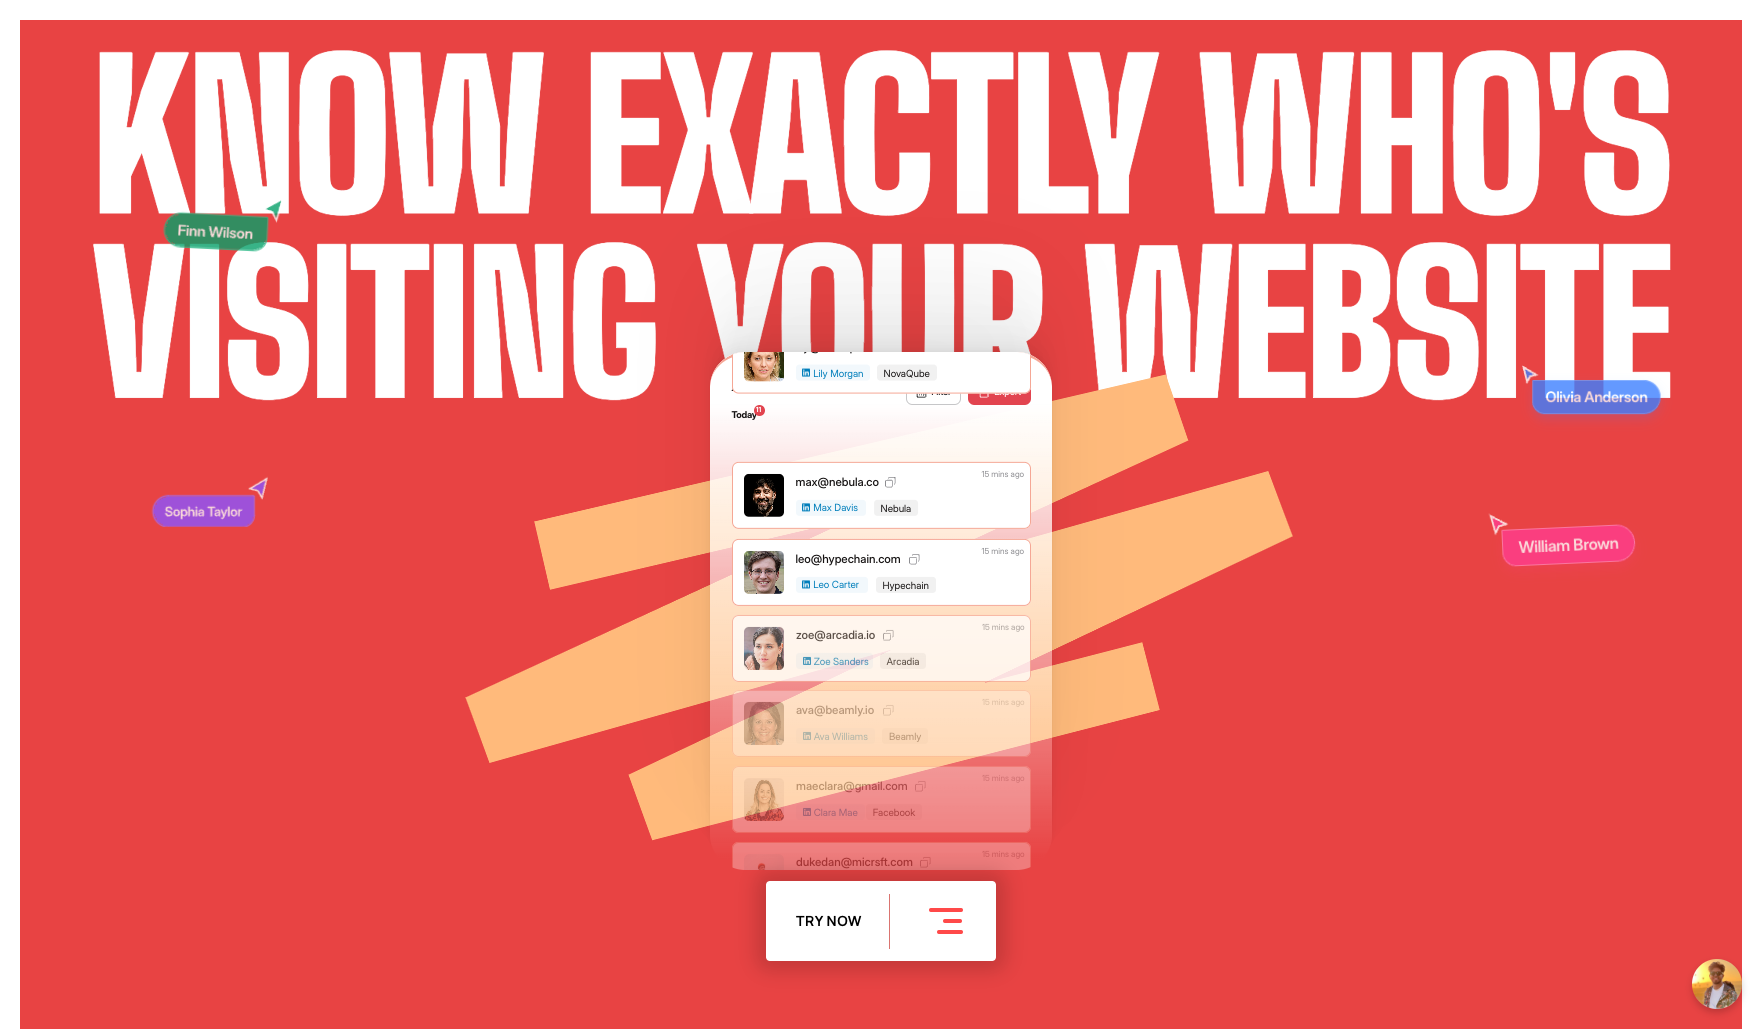 KNOW EXACTLY WHO'S
VISITING YOUR WEBSITE
Finn Wilson
Lily Morgan
NovaQube
Today
11
Olivia Anderson
max@nebula.co
15 mins ago
Max Davis
Nebula
Sophia Taylor
leo@hypechain.com
15 mins ago
Leo Carter
Hypechain
William Brown
zoe@arcadia.io
15 mins ago
Zoe Sanders
Arcadia
ava@beamly.io
15 mins ago
Ava Williams
Beamly
maeclara@gmail.com
15 mins ago
Clara Mae
Facebook
dukedan@micrsft.com
15 mins ago
TRY NOW